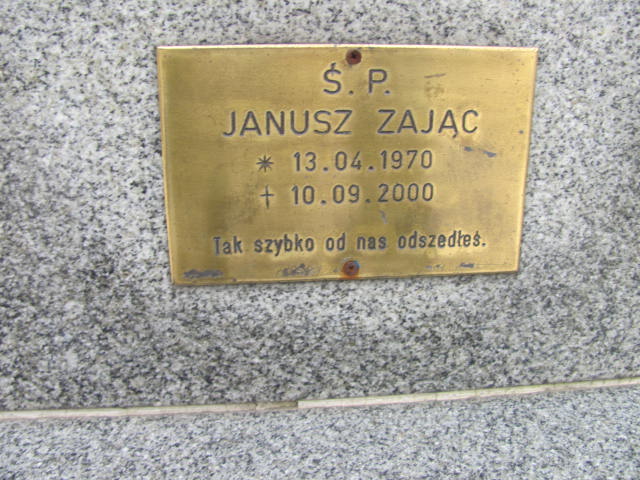 Ś. P.
JANUSZ ZAJĄC
* 13.04.1970
† 10.09.2000
Tak szybko od nas odszedłeś.